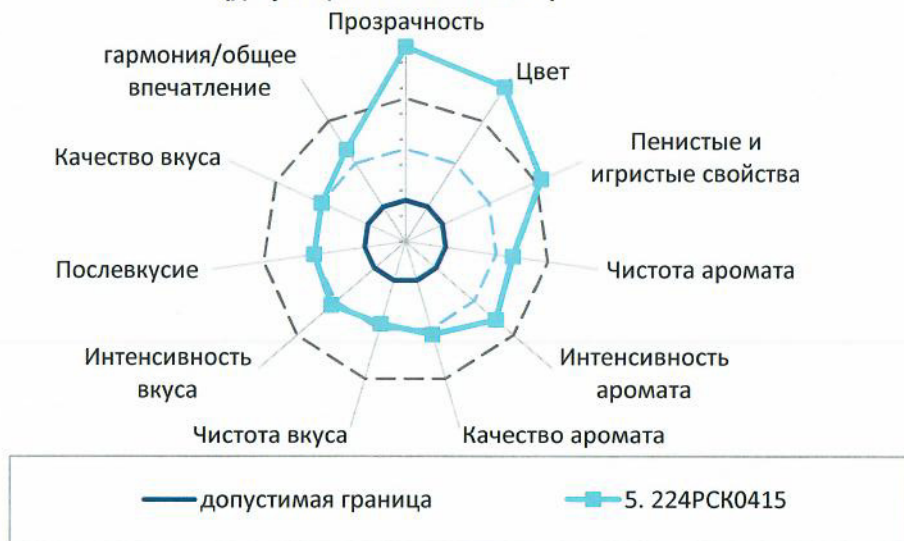 Прозрачность
гармония/общее
впечатление
Цвет
Качество вкуса
Пенистые и
игристые свойства
Послевкусие
Чистота аромата
Интенсивность
вкуса
Интенсивность
аромата
Чистота вкуса
Качество аромата
допустимая граница
5. 224РСК0415